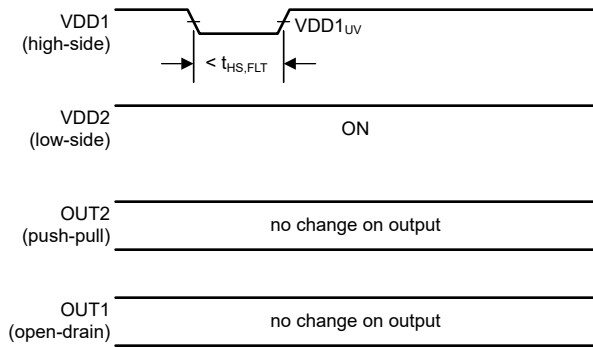 VDD1
(high-side)
VDD1UV
< tHS,FLT
VDD2
(low-side)
ON
OUT2
(push-pull)
no change on output
OUT1
(open-drain)
no change on output